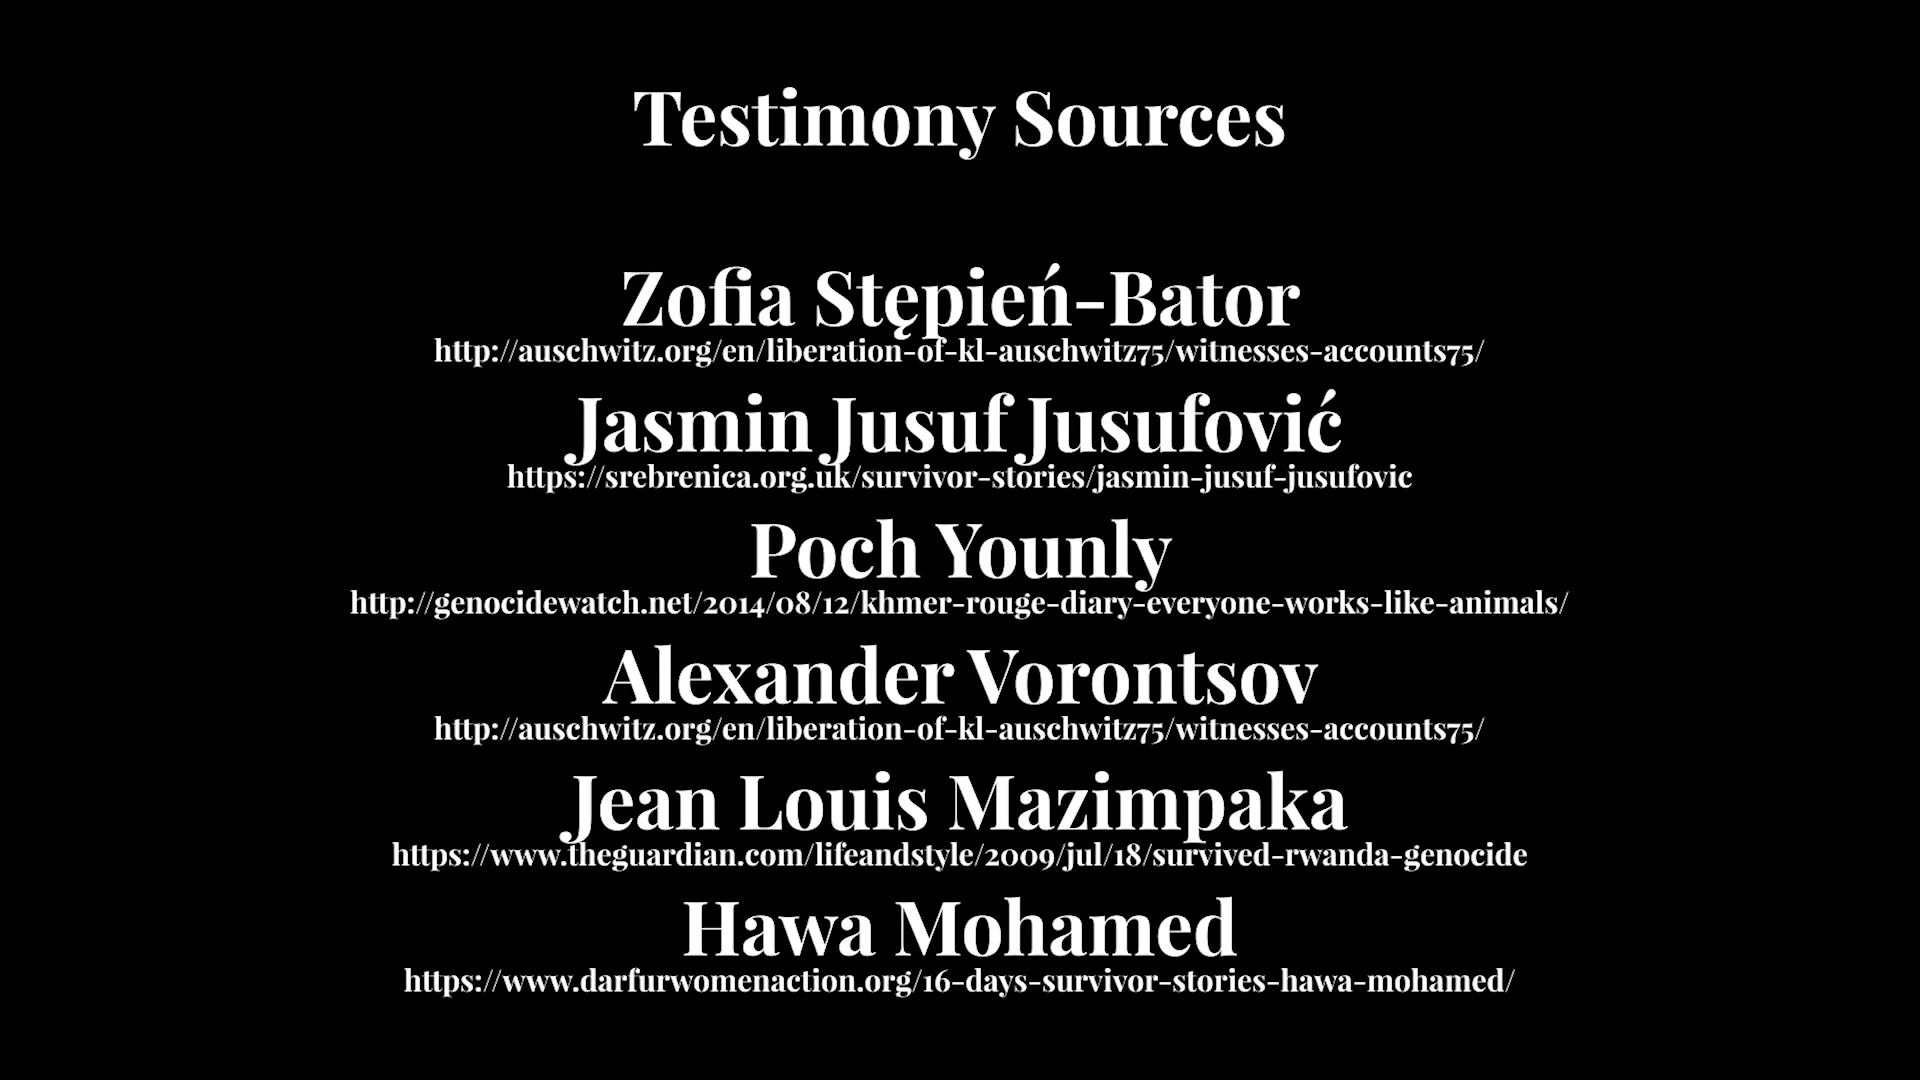 Testimony Sources
Zofia Stępień-Bator
http://auschwitz.org/en/liberation-of-kl-auschwitz75/witnesses-accounts75/
Jasmin Jusuf Jusufović
https://srebrenica.org.uk/survivor-stories/jasmin-jusuf-jusufovic
Poch Younly
http://genocidewatch.net/2014/08/12/khmer-rouge-diary-everyone-works-like-animals/
Alexander Vorontsov
http://auschwitz.org/en/liberation-of-kl-auschwitz75/witnesses-accounts75/
Jean Louis Mazimpaka
https://www.theguardian.com/lifeandstyle/2009/jul/18/survived-rwanda-genocide
Hawa Mohamed
https://www.darfurwomenaction.org/16-days-survivor-stories-hawa-mohamed/